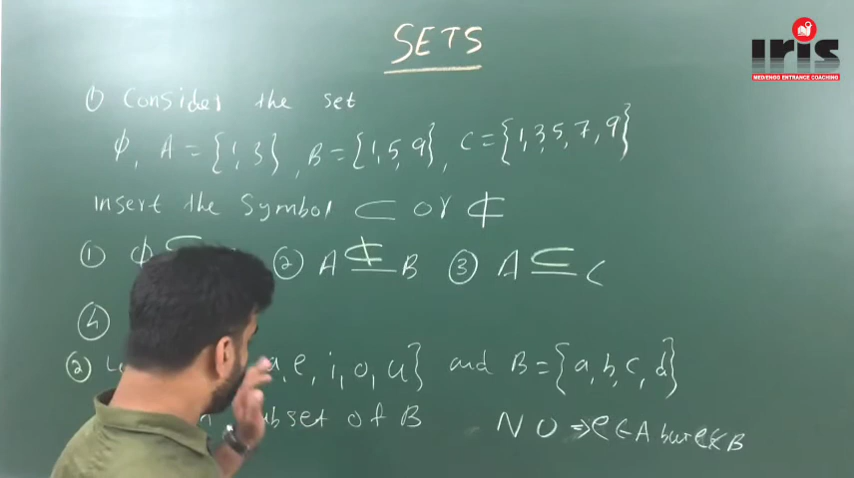 SETS
iris
MED/ENGG ENTRANCE COACHING
① Consider the set
ϕ, A = {1, 3}, B = {1, 5, 9}, C = {1, 3, 5, 7, 9}
Insert the Symbol ⊂ or ⊄
① ϕ ⊂ ② A ⊄ B ③ A ⊂ C
④
② a, e, i, o, u} and B = {a, b, c, d}
subset of B NO ⇒ e ∈ A but e ∉ B